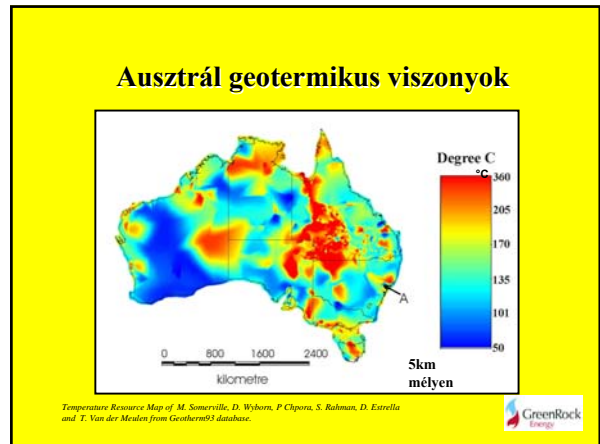 Ausztrál geotermikus viszonyok
Degree C
°C
360
205
170
135
101
50
A
0 800 1600 2400
kilometre
5km
mélyen
Temperature Resource Map of M. Somerville, D. Wyborn, P Chpora, S. Rahman, D. Estrella
and T. Van der Meulen from Geotherm93 database.
GreenRock
Energy